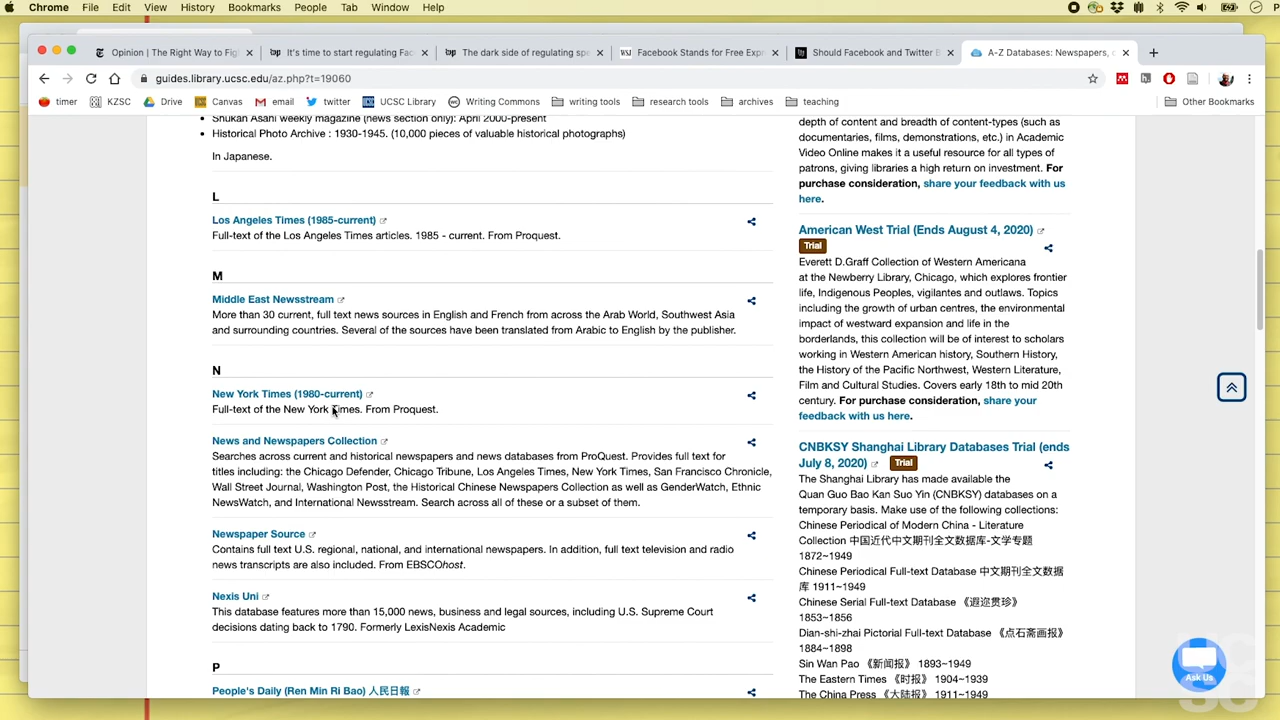 Chrome File Edit View History Bookmarks People Tab Window Help
Opinion | The Right Way to Fig
It's time to start regulating Fac
The dark side of regulating spe
WSJ Facebook Stands for Free Expr
Should Facebook and Twitter B
A-Z Databases: Newspapers,
guides.library.ucsc.edu/az.php?t=19060
timer KZSC Drive Canvas email twitter UCSC Library Writing Commons writing tools research tools archives teaching Other Bookmarks
Shukan Asahi weekly magazine (news section only): April 2000-present
Historical Photo Archive : 1930-1945. (10,000 pieces of valuable historical photographs)
In Japanese.
L
Los Angeles Times (1985-current)
Full-text of the Los Angeles Times articles. 1985 - current. From Proquest.
M
Middle East Newsstream
More than 30 current, full text news sources in English and French from across the Arab World, Southwest Asia
and surrounding countries. Several of the sources have been translated from Arabic to English by the publisher.
N
New York Times (1980-current)
Full-text of the New York Times. From Proquest.
News and Newspapers Collection
Searches across current and historical newspapers and news databases from ProQuest. Provides full text for
titles including: the Chicago Defender, Chicago Tribune, Los Angeles Times, New York Times, San Francisco Chronicle,
Wall Street Journal, Washington Post, the Historical Chinese Newspapers Collection as well as GenderWatch, Ethnic
NewsWatch, and International Newsstream. Search across all of these or a subset of them.
Newspaper Source
Contains full text U.S. regional, national, and international newspapers. In addition, full text television and radio
news transcripts are also included. From EBSCOhost.
Nexis Uni
This database features more than 15,000 news, business and legal sources, including U.S. Supreme Court
decisions dating back to 1790. Formerly LexisNexis Academic
P
People's Daily (Ren Min Ri Bao) 人民日報
depth of content and breadth of content-types (such as
documentaries, films, demonstrations, etc.) in Academic
Video Online makes it a useful resource for all types of
patrons, giving libraries a high return on investment. For
purchase consideration, share your feedback with us
here.
American West Trial (Ends August 4, 2020)
Trial
Everett D.Graff Collection of Western Americana
at the Newberry Library, Chicago, which explores frontier
life, Indigenous Peoples, vigilantes and outlaws. Topics
including the growth of urban centres, the environmental
impact of westward expansion and life in the
borderlands, this collection will be of interest to scholars
working in Western American history, Southern History,
the History of the Pacific Northwest, Western Literature,
Film and Cultural Studies. Covers early 18th to mid 20th
century. For purchase consideration, share your
feedback with us here.
CNBKSY Shanghai Library Databases Trial (ends
July 8, 2020) Trial
The Shanghai Library has made available the
Quan Guo Bao Kan Suo Yin (CNBKSY) databases on a
temporary basis. Make use of the following collections:
Chinese Periodical of Modern China - Literature
Collection 中国近代中文期刊全文数据库-文学专题
1872~1949
Chinese Periodical Full-text Database 中文期刊全文数据
库 1911~1949
Chinese Serial Full-text Database 《遐迩贯珍》
1853~1856
Dian-shi-zhai Pictorial Full-text Database 《点石斋画报》
1884~1898
Sin Wan Pao 《新闻报》 1893~1949
The Eastern Times 《时报》 1904~1939
The China Press 《大陆报》 1911~1949
Ask Us
UC
SC